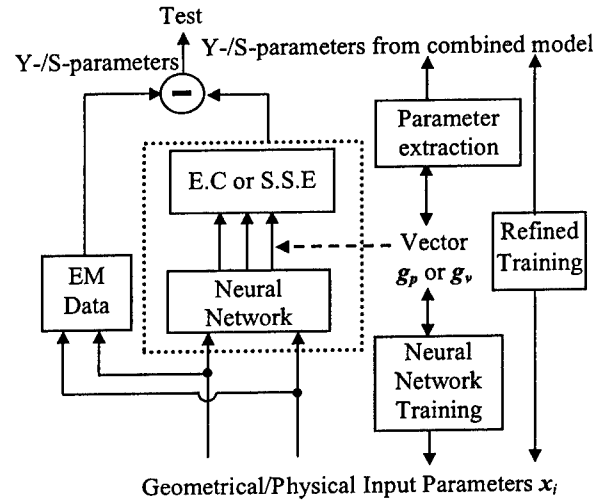 Test
Y-/S-parameters from combined model
Y-/S-parameters
−
Parameter
extraction
E.C or S.S.E
Vector
g_p or g_v
Refined
Training
EM
Data
Neural
Network
Neural
Network
Training
Geometrical/Physical Input Parameters x_i